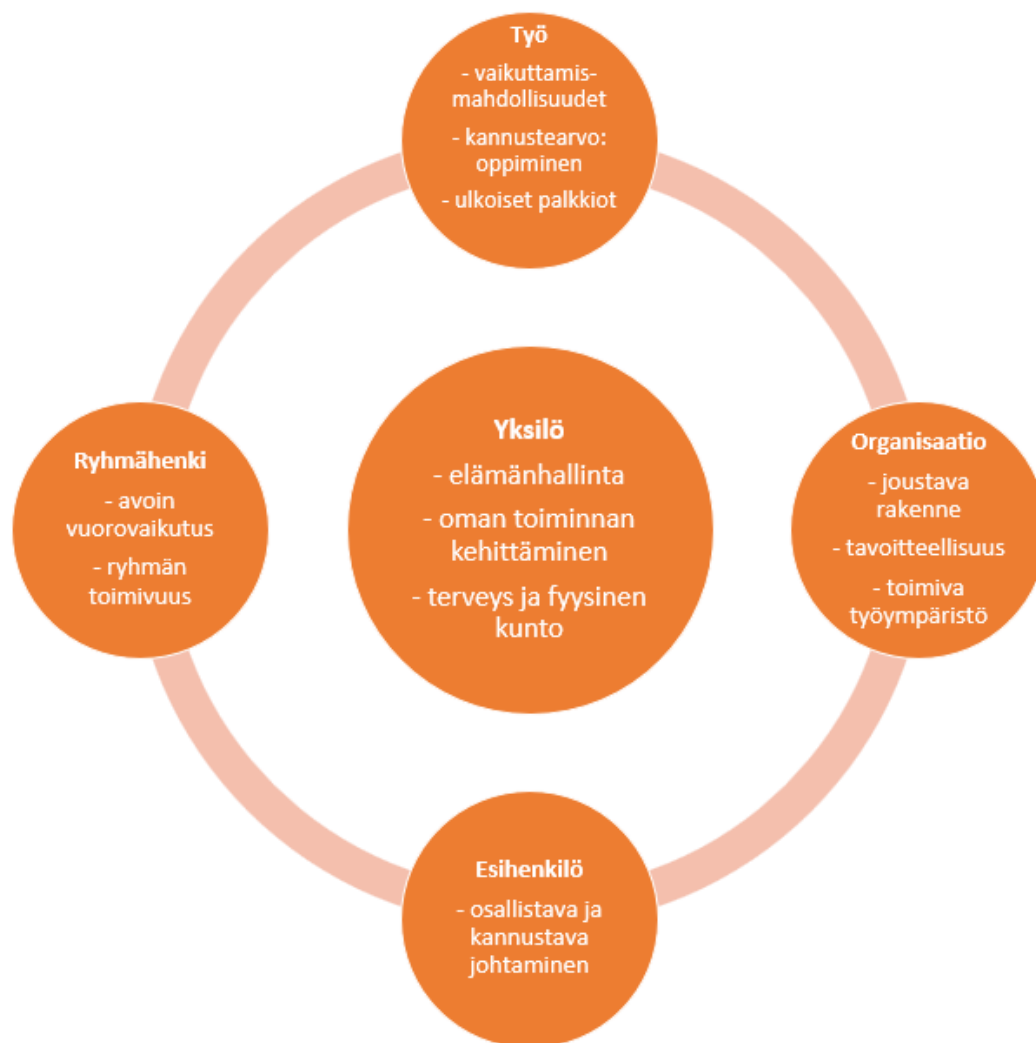 Työ
- vaikuttamis-
mahdollisuudet
- kannustearvo:
oppiminen
- ulkoiset palkkiot
Ryhmähenki
- avoin
vuorovaikutus
- ryhmän
toimivuus
Yksilö
- elämänhallinta
- oman toiminnan
kehittäminen
- terveys ja fyysinen
kunto
Organisaatio
- joustava
rakenne
- tavoitteellisuus
- toimiva
työympäristö
Esihenkilö
- osallistava ja
kannustava
johtaminen